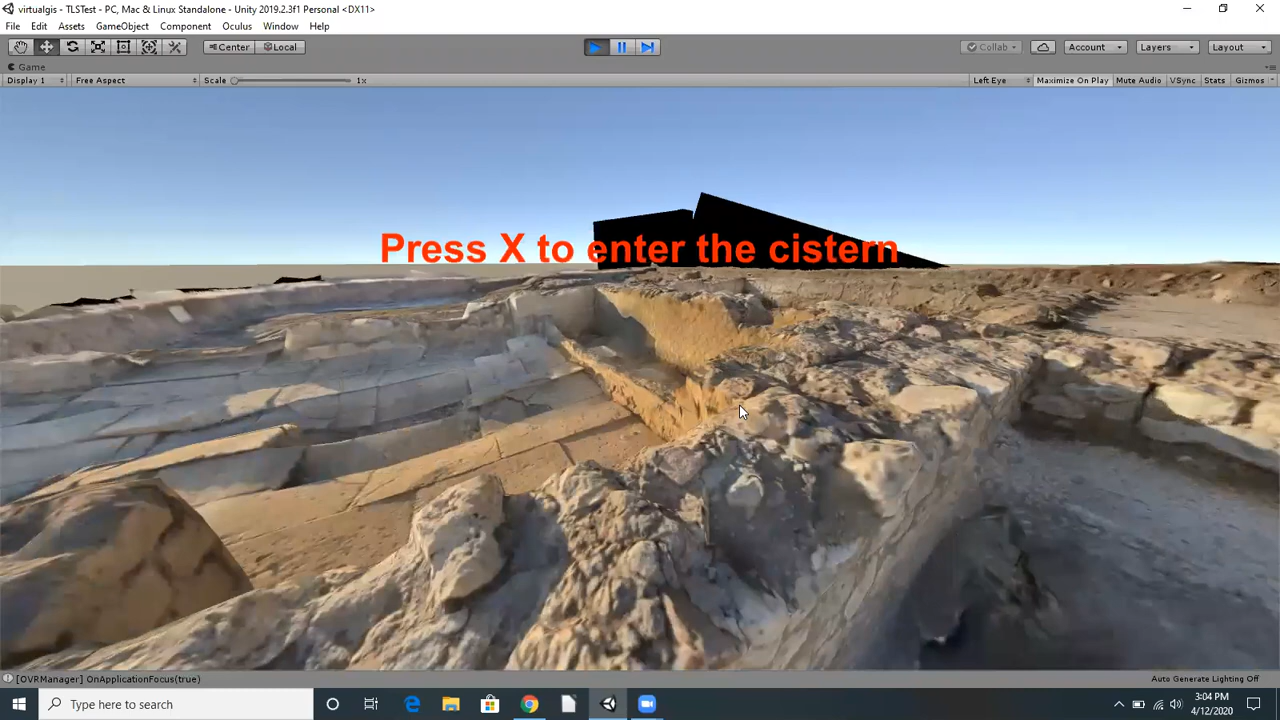 virtualgis - TLSTest - PC, Mac & Linux Standalone - Unity 2019.2.3f1 Personal <DX11>
File Edit Assets GameObject Component Oculus Window Help
Center Local Collab Account Layers Layout
Game
Display 1 Free Aspect Scale 1x Left Eye Maximize On Play Mute Audio VSync Stats Gizmos
Press X to enter the cistern
[OVRManager] OnApplicationFocus(true) Auto Generate Lighting Off
Type here to search
3:04 PM
4/12/2020